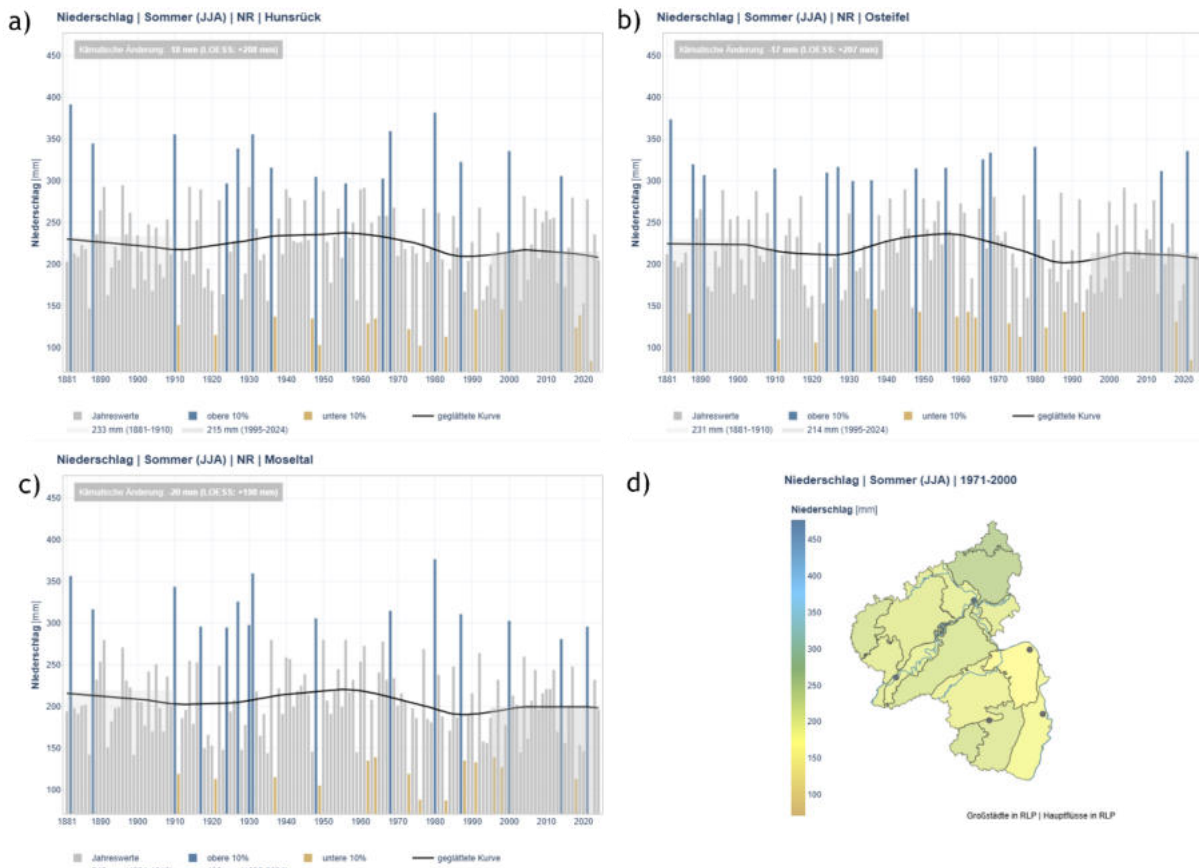 a)
Niederschlag | Sommer (JJA) | NR | Hunsrück
Klimatische Änderung: -18 mm (LOESS: +208 mm)
Niederschlag [mm]
450
400
350
300
250
200
150
100
1881 1890 1900 1910 1920 1930 1940 1950 1960 1970 1980 1990 2000 2010 2020
Jahreswerte obere 10% untere 10% geglättete Kurve
233 mm (1881-1910) 215 mm (1995-2024)
b)
Niederschlag | Sommer (JJA) | NR | Osteifel
Klimatische Änderung: -17 mm (LOESS: +207 mm)
Niederschlag [mm]
450
400
350
300
250
200
150
100
1881 1890 1900 1910 1920 1930 1940 1950 1960 1970 1980 1990 2000 2010 2020
Jahreswerte obere 10% untere 10% geglättete Kurve
231 mm (1881-1910) 214 mm (1995-2024)
c)
Niederschlag | Sommer (JJA) | NR | Moseltal
Klimatische Änderung: -20 mm (LOESS: +198 mm)
Niederschlag [mm]
450
400
350
300
250
200
150
100
1881 1890 1900 1910 1920 1930 1940 1950 1960 1970 1980 1990 2000 2010 2020
Jahreswerte obere 10% untere 10% geglättete Kurve
d)
Niederschlag | Sommer (JJA) | 1971-2000
Niederschlag [mm]
450
400
350
300
250
200
150
100
Großstädte in RLP | Hauptflüsse in RLP